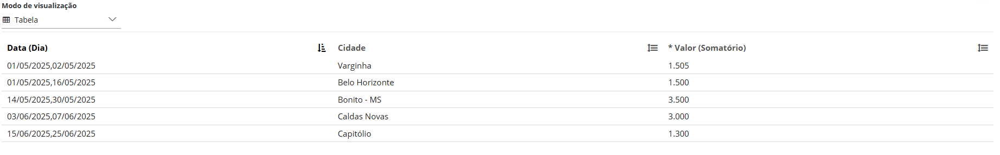 Modo de visualização
Tabela
Data (Dia) Cidade * Valor (Somatório)
01/05/2025,02/05/2025 Varginha 1.505
01/05/2025,16/05/2025 Belo Horizonte 1.500
14/05/2025,30/05/2025 Bonito - MS 3.500
03/06/2025,07/06/2025 Caldas Novas 3.000
15/06/2025,25/06/2025 Capitólio 1.300